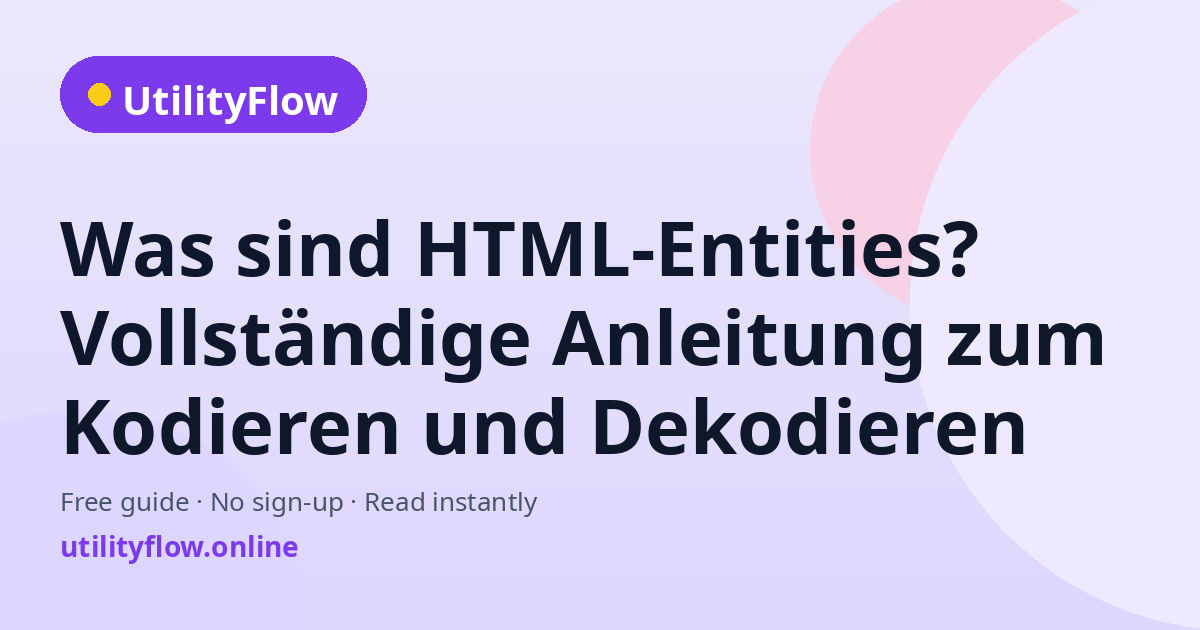 UtilityFlow
Was sind HTML-Entities?
Vollständige Anleitung zum
Kodieren und Dekodieren
Free guide · No sign-up · Read instantly
utilityflow.online